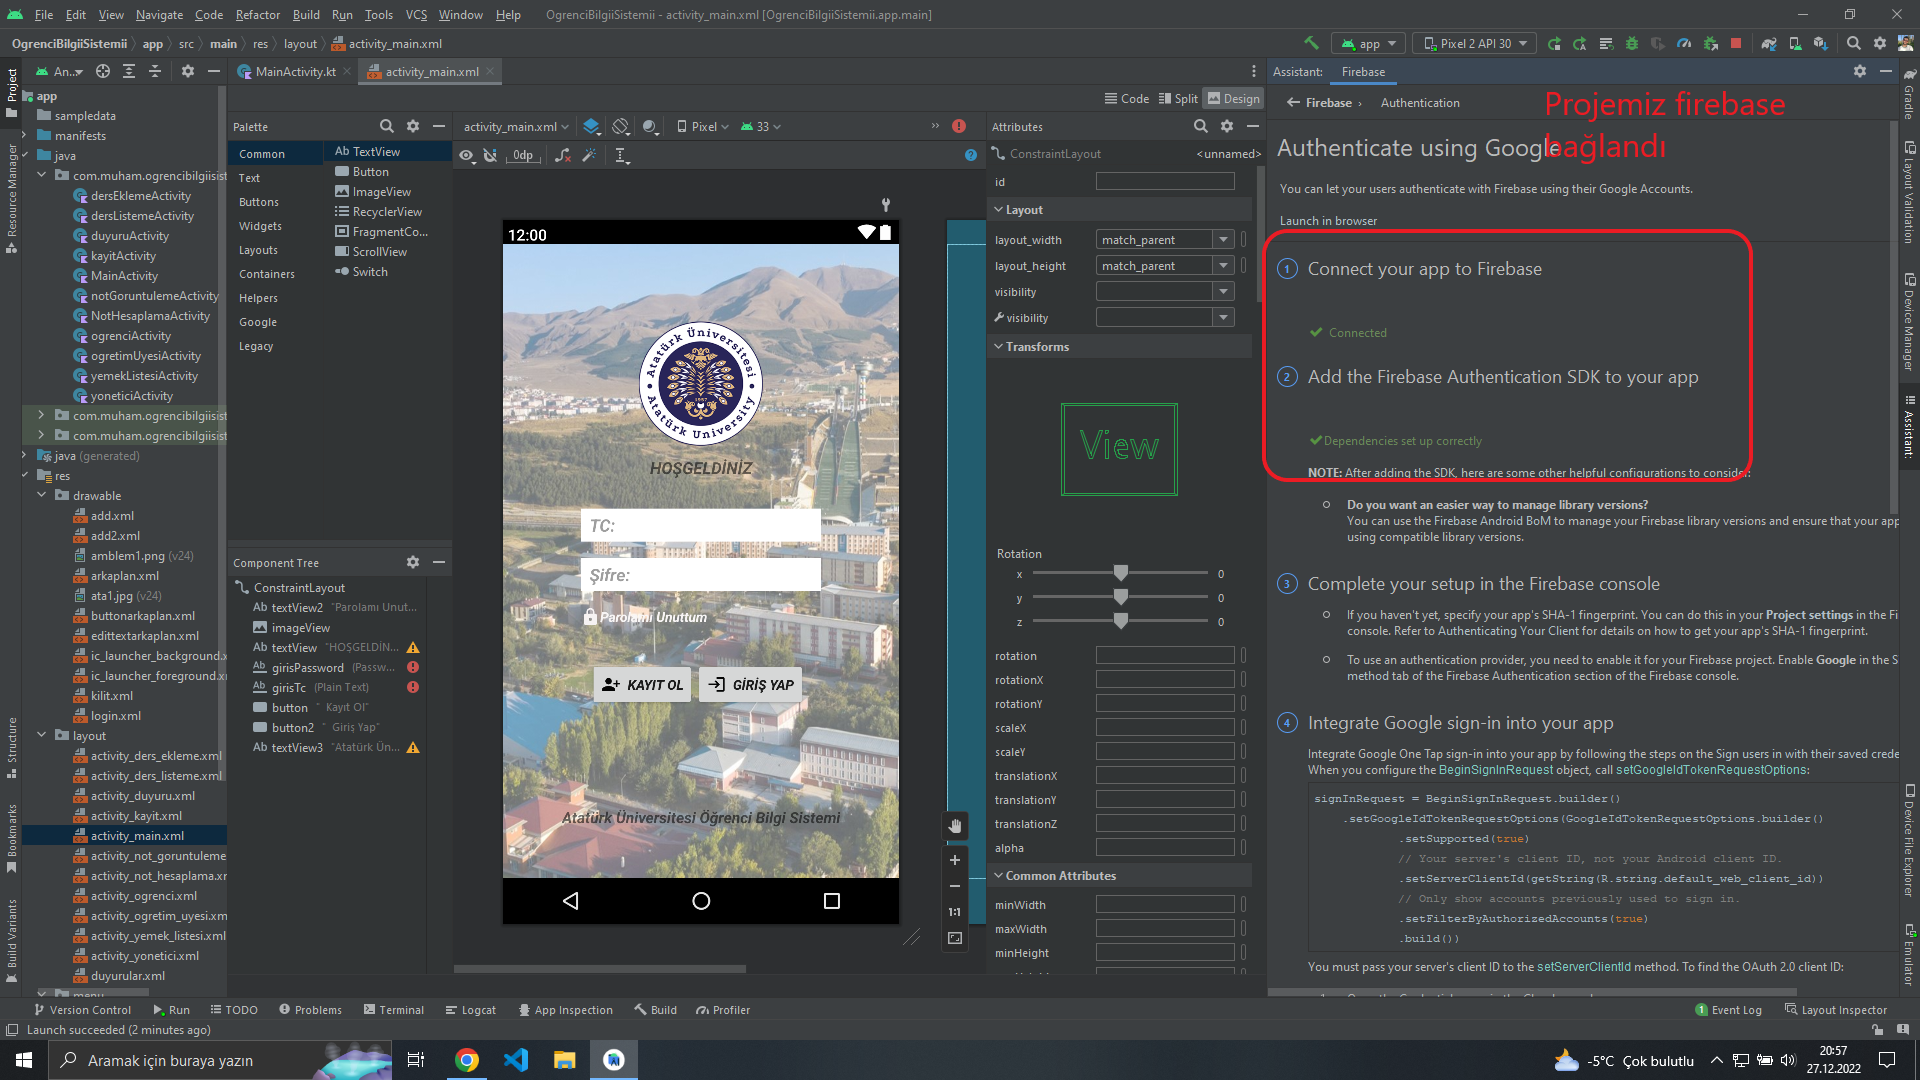 File Edit View Navigate Code Refactor Build Run Tools VCS Window Help OgrenciBilgiiSistemii - activity_main.xml [OgrenciBilgiiSistemii.app.main]
OgrenciBilgiiSistemii app src main res layout activity_main.xml
app Pixel 2 API 30
Project
Resource Manager
Structure
Bookmarks
Build Variants
An...
app
sampledata
manifests
java
com.muham.ogrencibilgiisist
dersEklemeActivity
dersListemeActivity
duyuruActivity
kayitActivity
MainActivity
notGoruntulemeActivity
NotHesaplamaActivity
ogrenciActivity
ogretimUyesiActivity
yemekListesiActivity
yoneticiActivity
com.muham.ogrencibilgiisist
com.muham.ogrencibilgiisist
java (generated)
res
drawable
add.xml
add2.xml
amblem1.png (v24)
arkaplan.xml
ata1.jpg (v24)
buttonarkaplan.xml
edittextarkaplan.xml
ic_launcher_background.x
ic_launcher_foreground.x
kilit.xml
login.xml
layout
activity_ders_ekleme.xml
activity_ders_listeme.xml
activity_duyuru.xml
activity_kayit.xml
activity_main.xml
activity_not_goruntuleme
activity_not_hesaplama.xr
activity_ogrenci.xml
activity_ogretim_uyesi.xm
activity_yemek_listesi.xml
activity_yonetici.xml
duyurular.xml
menu
MainActivity.kt activity_main.xml
Code Split Design
Palette
Common
Text
Buttons
Widgets
Layouts
Containers
Helpers
Google
Legacy
Ab TextView
Button
ImageView
RecyclerView
FragmentCo...
ScrollView
Switch
Component Tree
ConstraintLayout
Ab textView2 "Parolamı Unut...
imageView
Ab textView "HOŞGELDİN...
Ab girisPassword (Passw...
Ab girisTc (Plain Text)
button " Kayıt Ol"
button2 " Giriş Yap"
Ab textView3 "Atatürk Ün...
activity_main.xml Pixel 33
0dp
12:00
Atatürk Üniversitesi
1957
Atatürk University
HOŞGELDİNİZ
TC:
Şifre:
Parolamı Unuttum
KAYIT OL GİRİŞ YAP
Atatürk Üniversitesi Öğrenci Bilgi Sistemi
1:1
Attributes
ConstraintLayout <unnamed>
id
Layout
layout_width match_parent
layout_height match_parent
visibility
visibility
Transforms
View
Rotation
x 0
y 0
z 0
rotation
rotationX
rotationY
scaleX
scaleY
translationX
translationY
translationZ
alpha
Common Attributes
minWidth
maxWidth
minHeight
Assistant: Firebase
Firebase Authentication
Projemiz firebase
bağlandı
Authenticate using Google
You can let your users authenticate with Firebase using their Google Accounts.
Launch in browser
1 Connect your app to Firebase
Connected
2 Add the Firebase Authentication SDK to your app
Dependencies set up correctly
NOTE: After adding the SDK, here are some other helpful configurations to consider:
Do you want an easier way to manage library versions?
You can use the Firebase Android BoM to manage your Firebase library versions and ensure that your app
using compatible library versions.
3 Complete your setup in the Firebase console
If you haven't yet, specify your app's SHA-1 fingerprint. You can do this in your Project settings in the Fi
console. Refer to Authenticating Your Client for details on how to get your app's SHA-1 fingerprint.
To use an authentication provider, you need to enable it for your Firebase project. Enable Google in the S
method tab of the Firebase Authentication section of the Firebase console.
4 Integrate Google sign-in into your app
Integrate Google One Tap sign-in into your app by following the steps on the Sign users in with their saved crede
When you configure the BeginSignInRequest object, call setGoogleIdTokenRequestOptions:
signInRequest = BeginSignInRequest.builder()
.setGoogleIdTokenRequestOptions(GoogleIdTokenRequestOptions.builder()
.setSupported(true)
// Your server's client ID, not your Android client ID.
.setServerClientId(getString(R.string.default_web_client_id))
// Only show accounts previously used to sign in.
.setFilterByAuthorizedAccounts(true)
.build())
You must pass your server's client ID to the setServerClientId method. To find the OAuth 2.0 client ID:
Gradle
Layout Validation
Device Manager
Assistant:
Device File Explorer
Emulator
Version Control Run TODO Problems Terminal Logcat App Inspection Build Profiler 1 Event Log Layout Inspector
Launch succeeded (2 minutes ago)
Aramak için buraya yazın
-5°C Çok bulutlu
20:57
27.12.2022